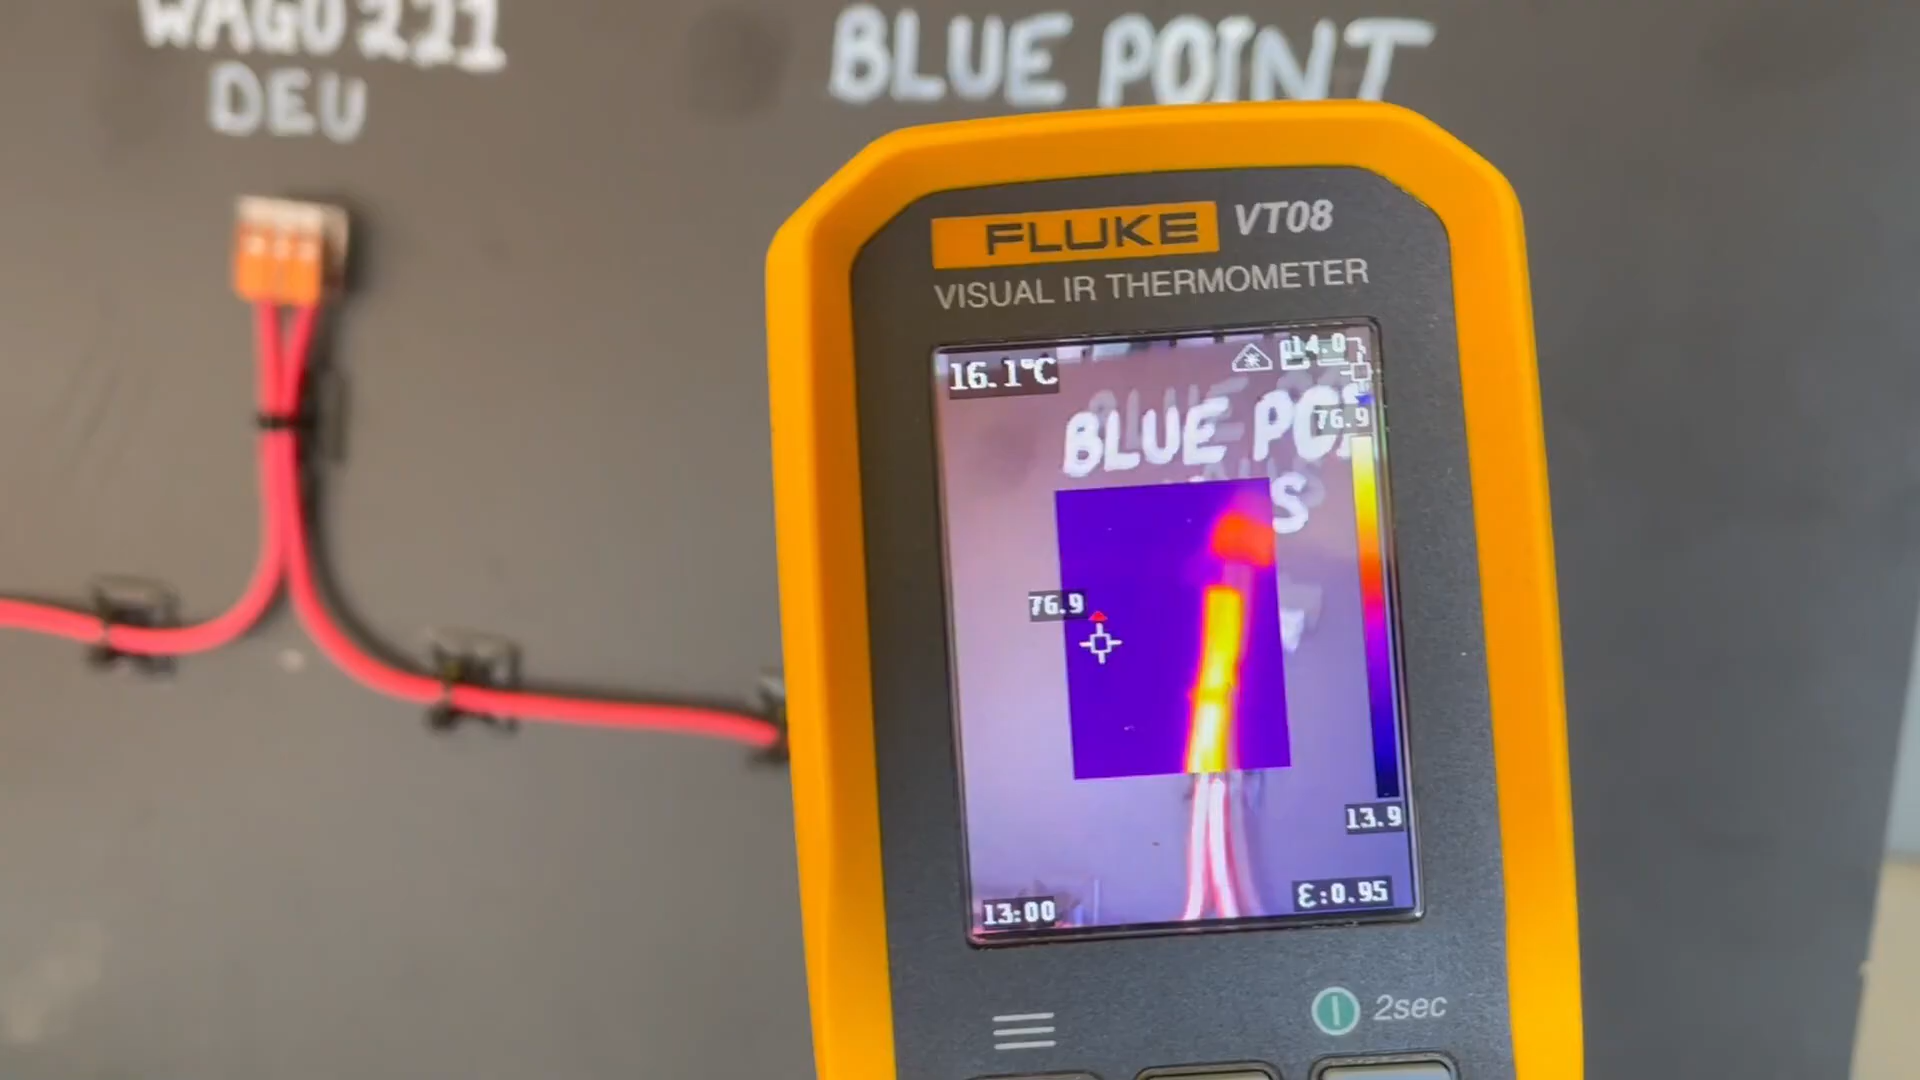 WAGO 221
DEU
BLUE POINT
FLUKE VT08
VISUAL IR THERMOMETER
16.1°C
14.0
BLUE POI
76.9
S
76.9
13.9
13:00
ε:0.95
2sec